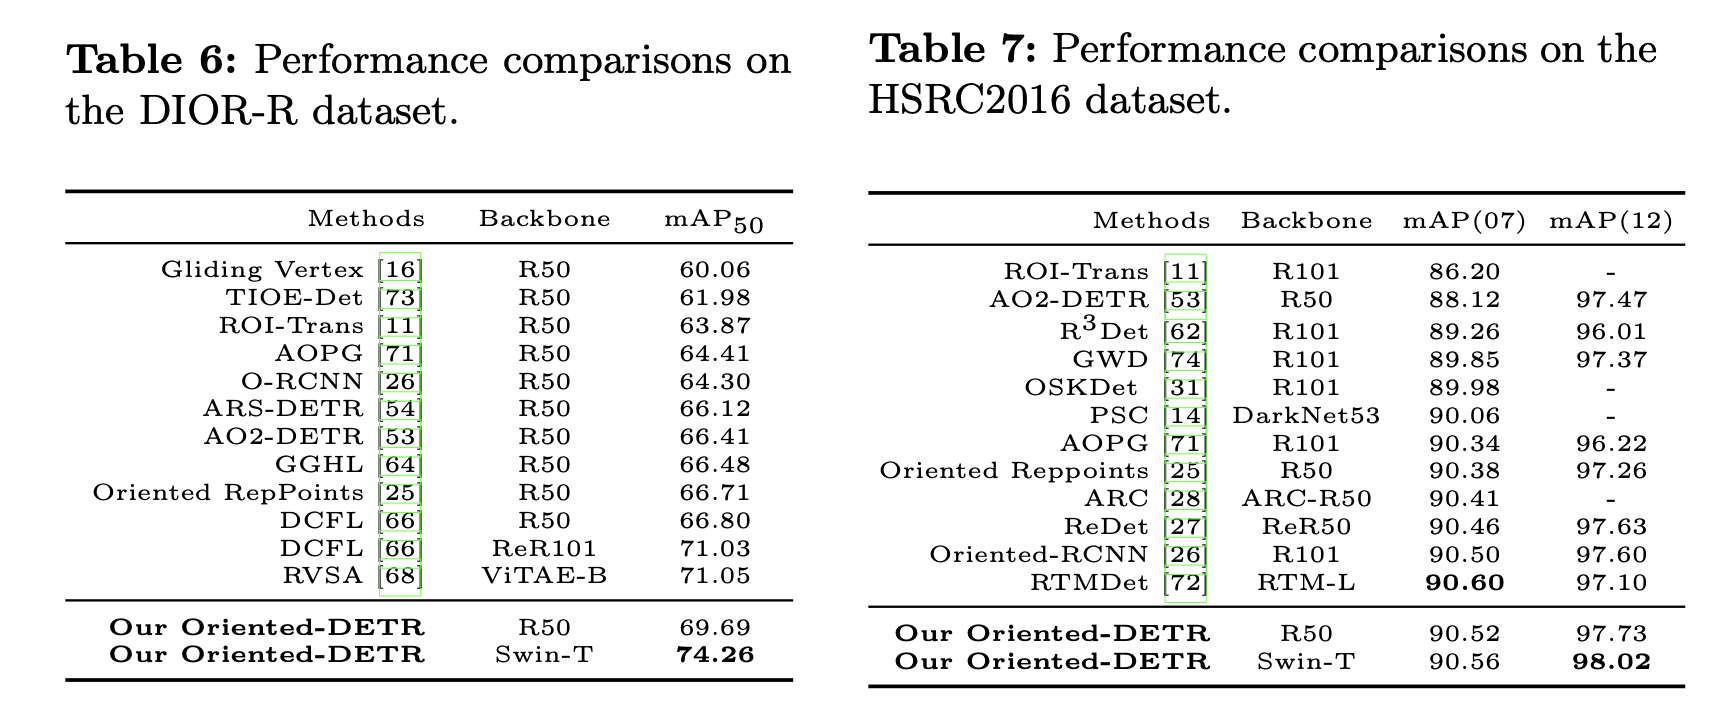 Table 6: Performance comparisons on
the DIOR-R dataset.
Methods Backbone mAP50
Gliding Vertex [16] R50 60.06
TIOE-Det [73] R50 61.98
ROI-Trans [11] R50 63.87
AOPG [71] R50 64.41
O-RCNN [26] R50 64.30
ARS-DETR [54] R50 66.12
AO2-DETR [53] R50 66.41
GGHL [64] R50 66.48
Oriented RepPoints [25] R50 66.71
DCFL [66] R50 66.80
DCFL [66] ReR101 71.03
RVSA [68] ViTAE-B 71.05
Our Oriented-DETR R50 69.69
Our Oriented-DETR Swin-T 74.26
Table 7: Performance comparisons on the
HSRC2016 dataset.
Methods Backbone mAP(07) mAP(12)
ROI-Trans [11] R101 86.20 -
AO2-DETR [53] R50 88.12 97.47
R³Det [62] R101 89.26 96.01
GWD [74] R101 89.85 97.37
OSKDet [31] R101 89.98 -
PSC [14] DarkNet53 90.06 -
AOPG [71] R101 90.34 96.22
Oriented Reppoints [25] R50 90.38 97.26
ARC [28] ARC-R50 90.41 -
ReDet [27] ReR50 90.46 97.63
Oriented-RCNN [26] R101 90.50 97.60
RTMDet [72] RTM-L 90.60 97.10
Our Oriented-DETR R50 90.52 97.73
Our Oriented-DETR Swin-T 90.56 98.02